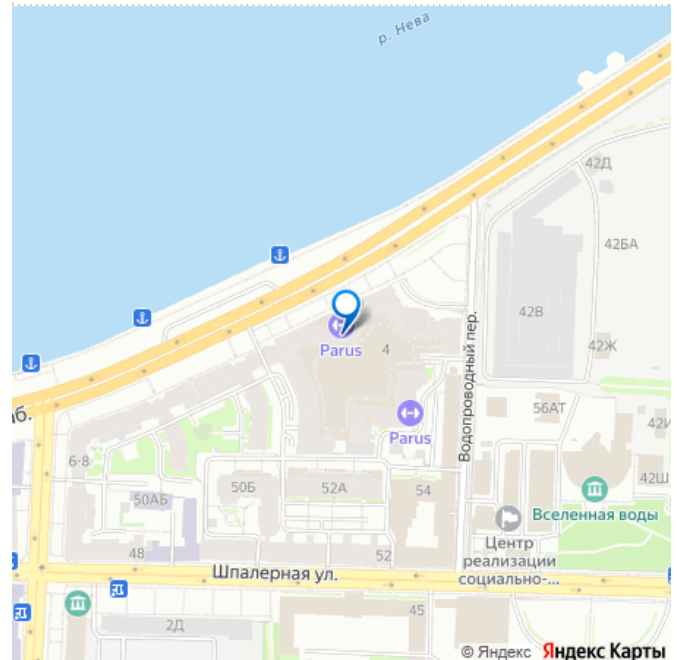 р. Нева
42Д
42БА
42В
42Ж
Водопроводный пер.
Parus
4
Parus
56АТ
42И
аб.
6-8
50АБ
50Б
52А
54
42Ш
Вселенная воды
Центр
реализации
социально-...
48
52
Шпалерная ул.
2Д
45
© Яндекс Яндекс Карты